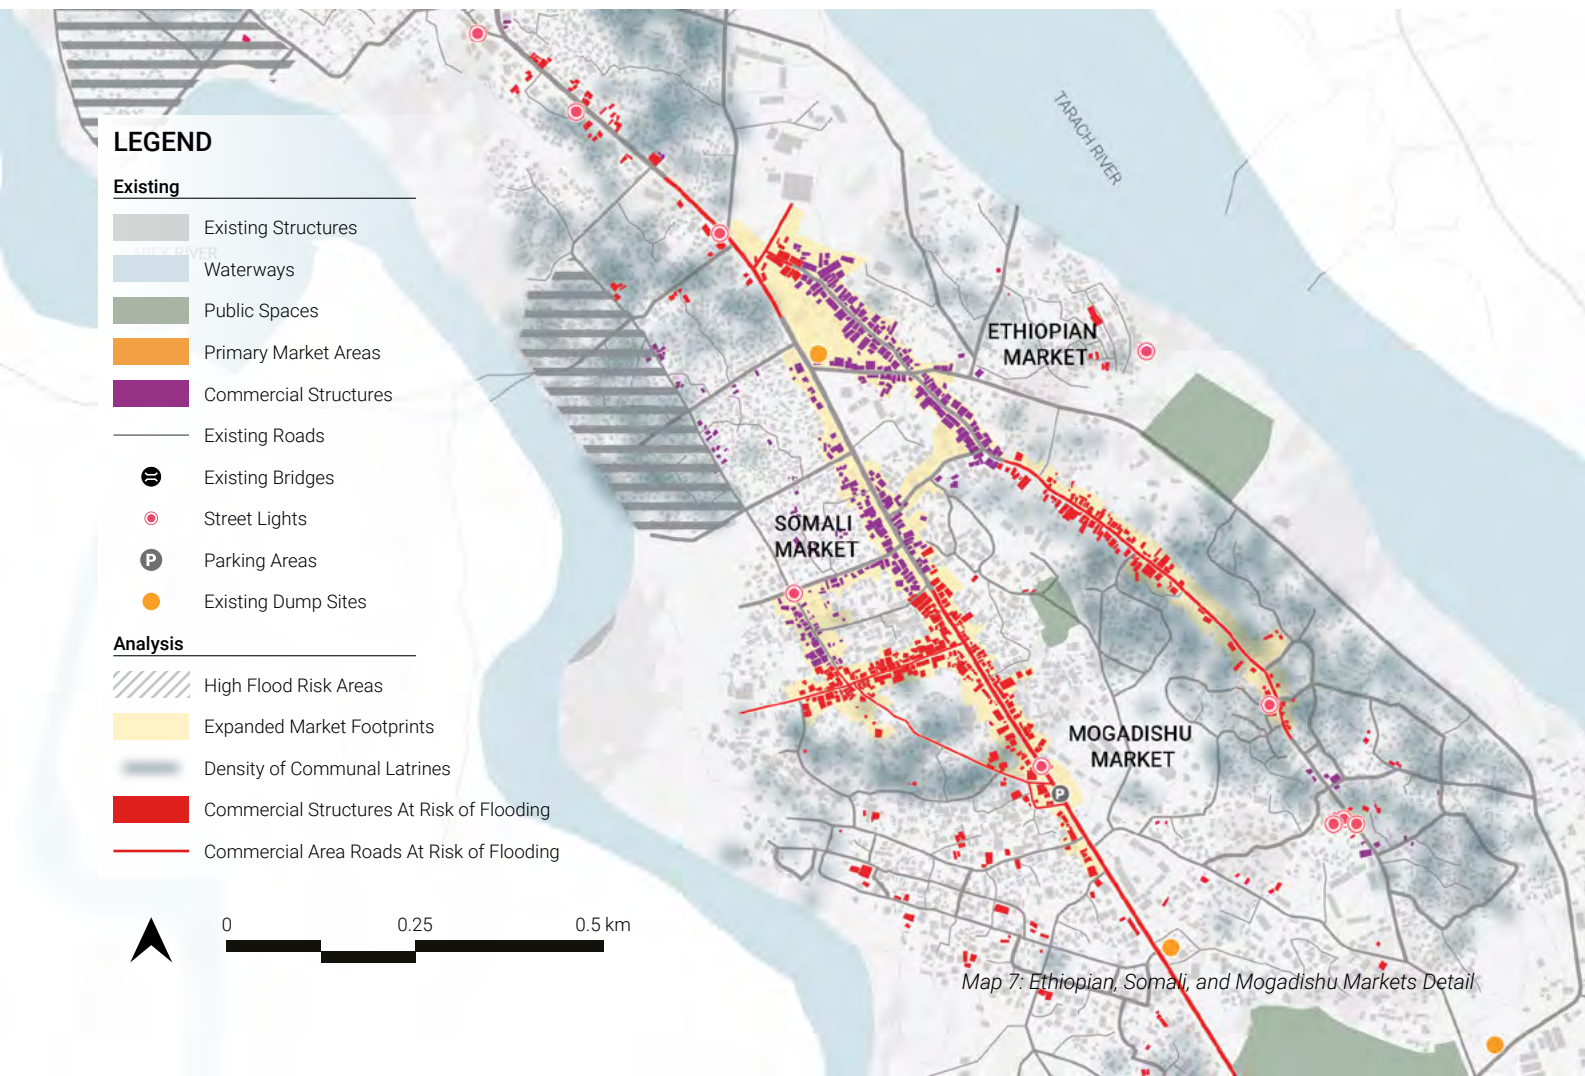 LEGEND
Existing
Existing Structures
RIVER
Waterways
Public Spaces
Primary Market Areas
Commercial Structures
Existing Roads
Existing Bridges
Street Lights
P
Parking Areas
Existing Dump Sites
Analysis
High Flood Risk Areas
Expanded Market Footprints
Density of Communal Latrines
Commercial Structures At Risk of Flooding
Commercial Area Roads At Risk of Flooding
0 0.25 0.5 km
TARACH RIVER
ETHIOPIAN
MARKET
SOMALI
MARKET
MOGADISHU
MARKET
P
Map 7: Ethiopian, Somali, and Mogadishu Markets Detail